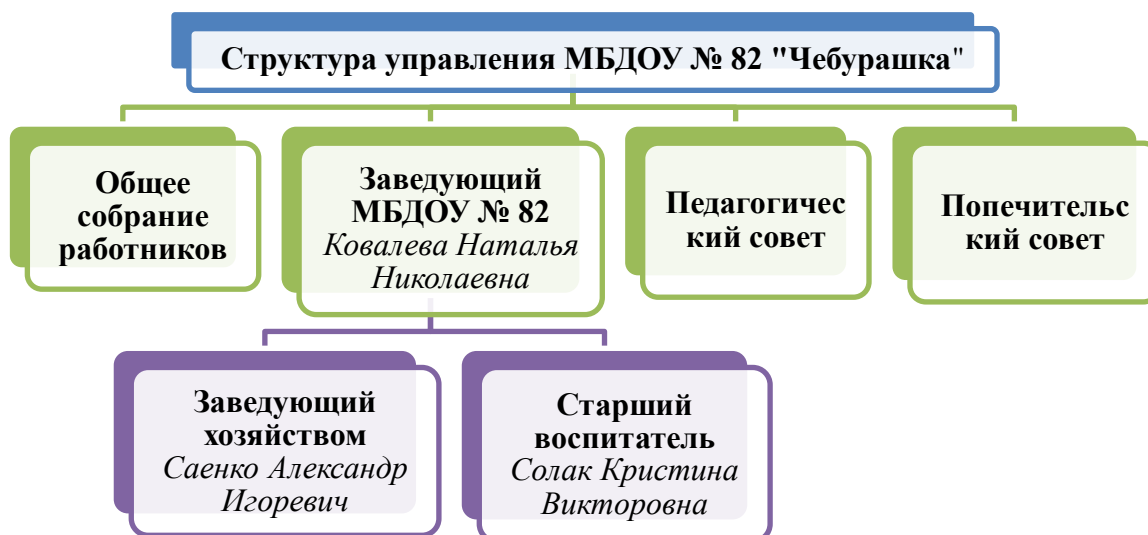 Структура управления МБДОУ № 82 "Чебурашка"
Общее
собрание
работников
Заведующий
МБДОУ № 82
Ковалева Наталья
Николаевна
Педагогичес
кий совет
Попечительс
кий совет
Заведующий
хозяйством
Саенко Александр
Игоревич
Старший
воспитатель
Солак Кристина
Викторовна